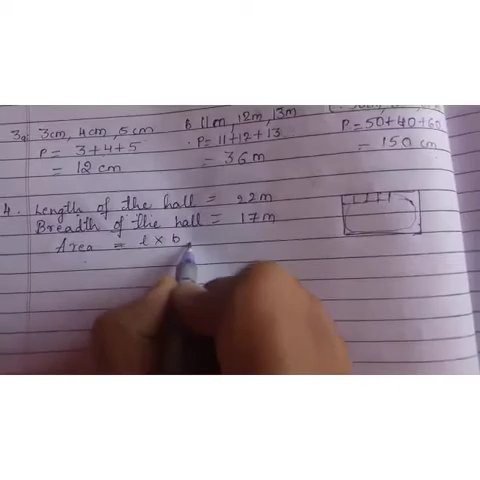 3a. 3cm, 4cm, 5cm
P = 3+4+5
= 12 cm
b 11m, 12m, 13m
P= 11+12+13
= 36m
P= 50+40+60
= 150 cm
4. Length of the hall = 22m
Breadth of the hall = 17m
Area = l x b